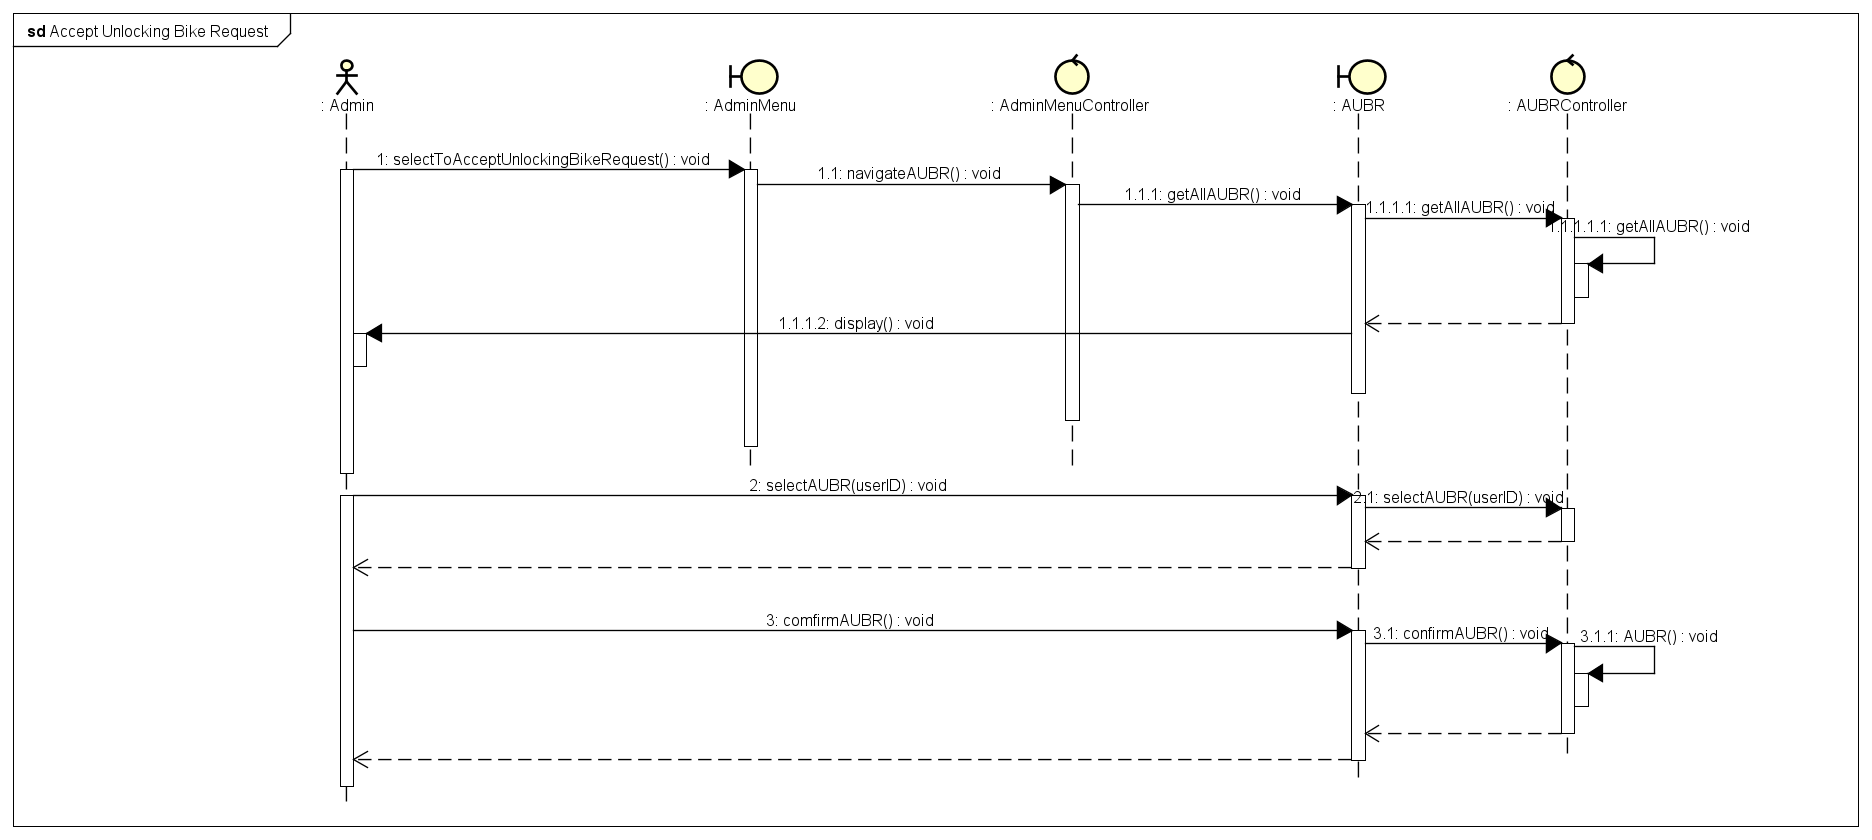 sd Accept Unlocking Bike Request
: Admin
: AdminMenu
: AdminMenuController
: AUBR
: AUBRController
1: selectToAcceptUnlockingBikeRequest() : void
1.1: navigateAUBR() : void
1.1.1: getAllAUBR() : void
1.1.1.1: getAllAUBR() : void
1.1.1.1.1: getAllAUBR() : void
1.1.1.2: display() : void
2: selectAUBR(userID) : void
2.1: selectAUBR(userID) : void
3: comfirmAUBR() : void
3.1: confirmAUBR() : void
3.1.1: AUBR() : void